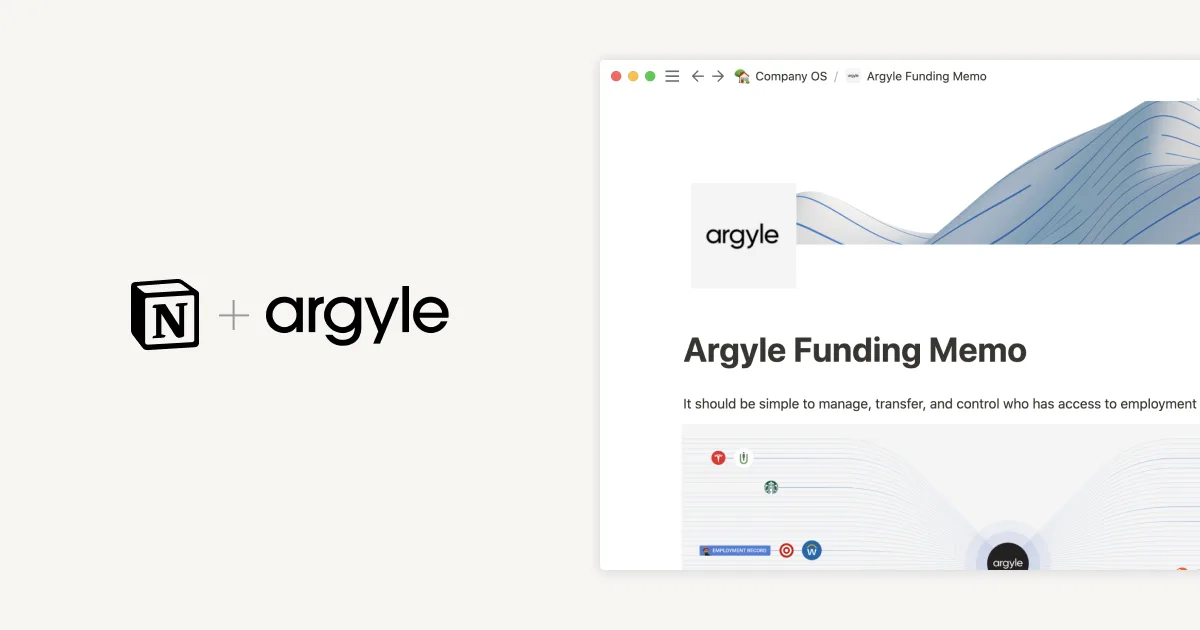 N + argyle
Company OS / argyle Argyle Funding Memo
argyle
Argyle Funding Memo
It should be simple to manage, transfer, and control who has access to employment
EMPLOYMENT RECORD
W
argyle